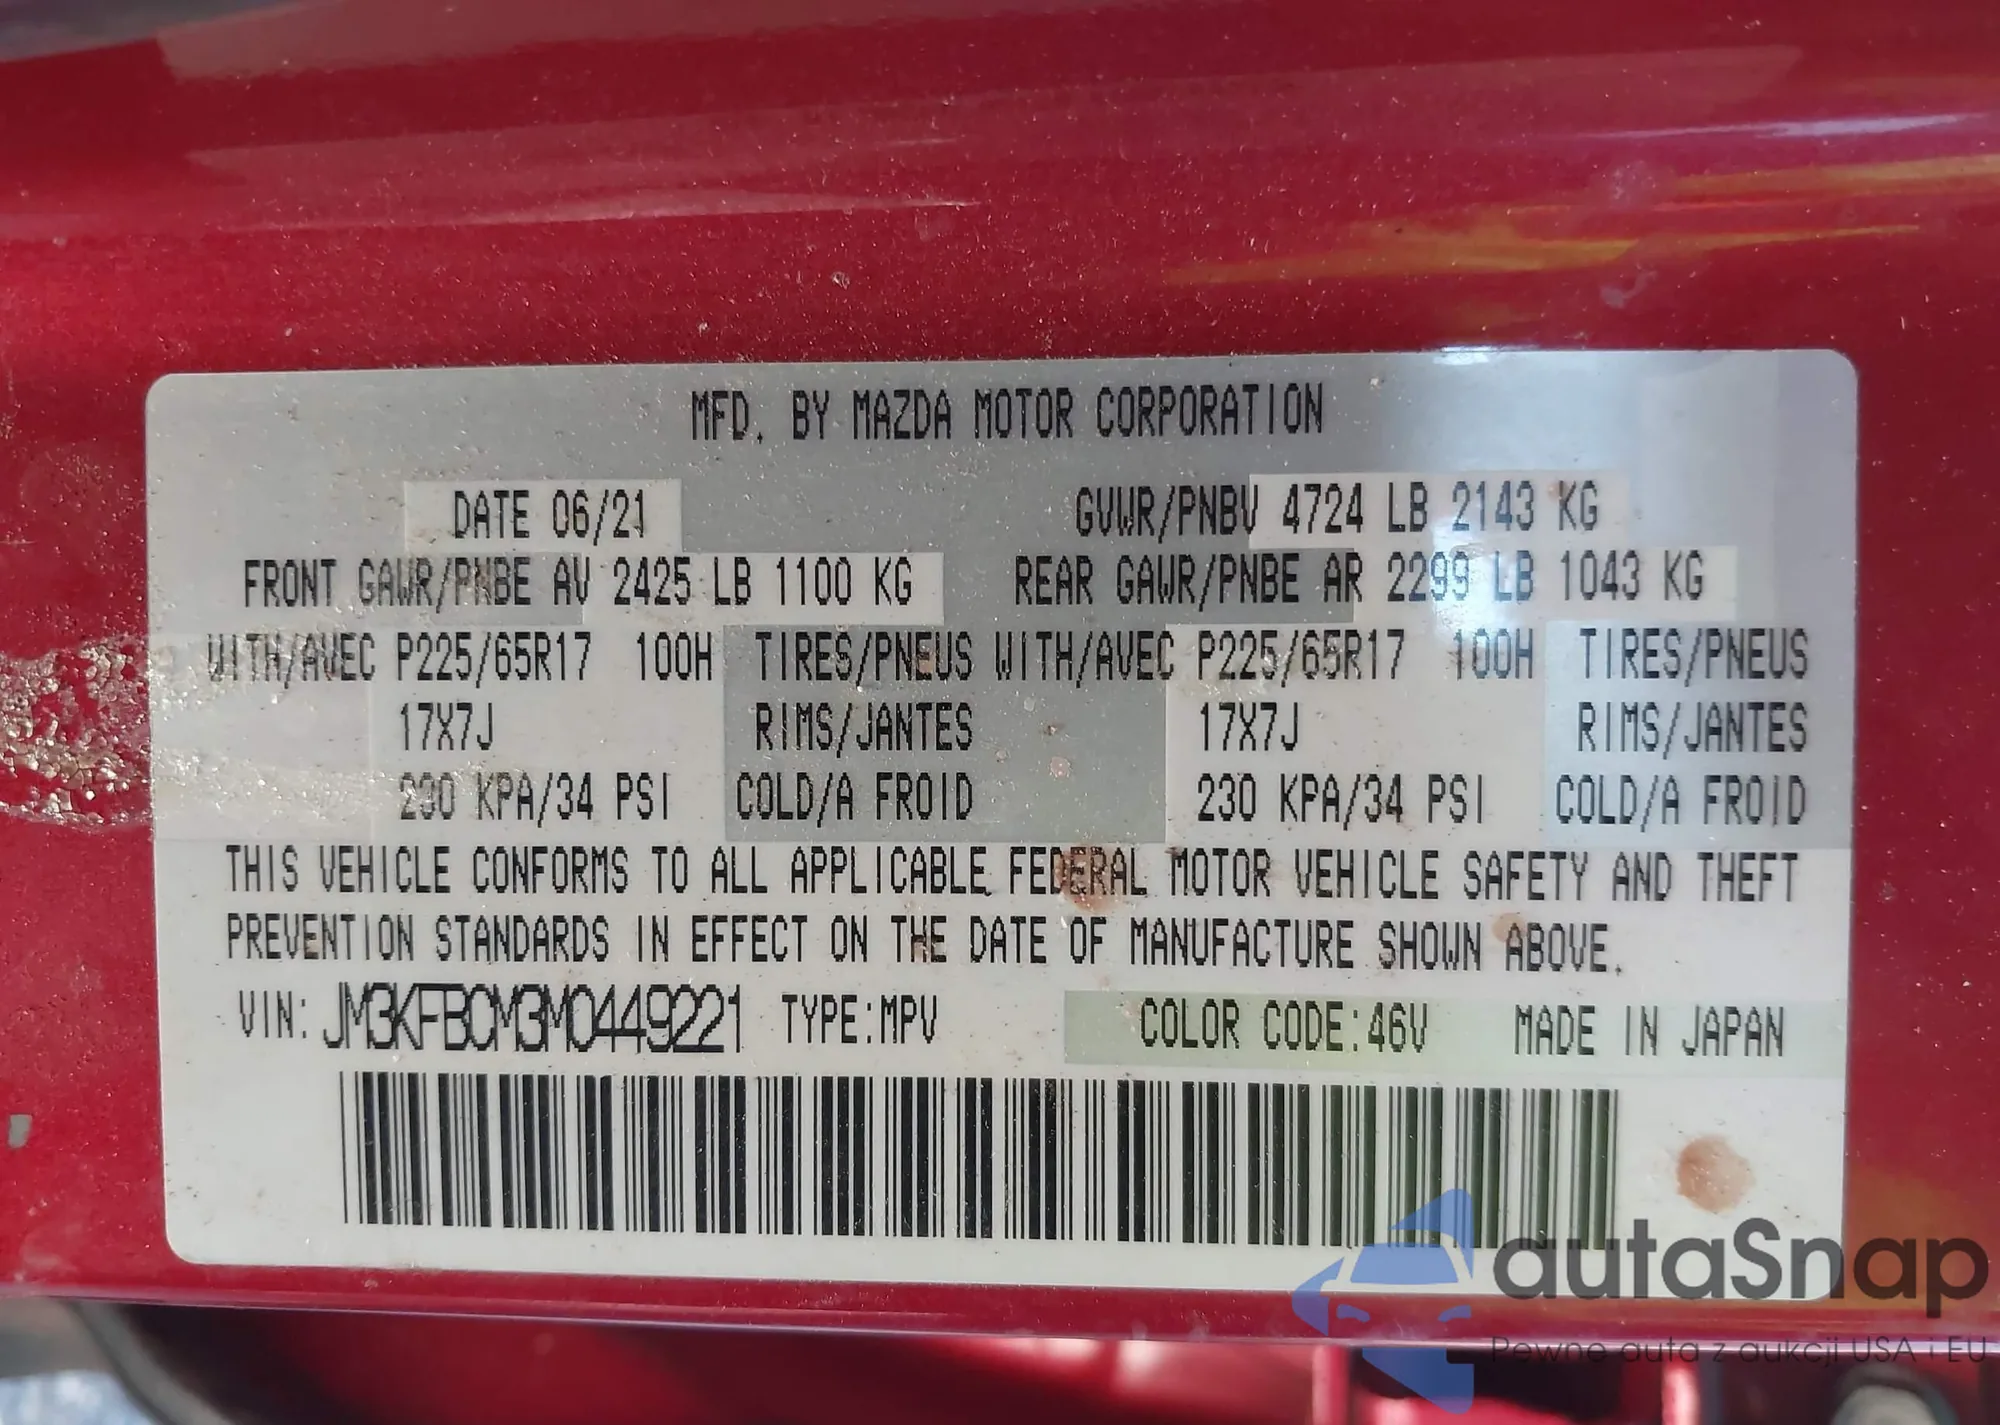 MFD. BY MAZDA MOTOR CORPORATION
DATE 06/21 GVWR/PNBV 4724 LB 2143 KG
FRONT GAWR/PNBE AV 2425 LB 1100 KG REAR GAWR/PNBE AR 2299 LB 1043 KG
WITH/AVEC P225/65R17 100H TIRES/PNEUS WITH/AVEC P225/65R17 100H TIRES/PNEUS
17X7J RIMS/JANTES 17X7J RIMS/JANTES
230 KPA/34 PSI COLD/A FROID 230 KPA/34 PSI COLD/A FROID
THIS VEHICLE CONFORMS TO ALL APPLICABLE FEDERAL MOTOR VEHICLE SAFETY AND THEFT
PREVENTION STANDARDS IN EFFECT ON THE DATE OF MANUFACTURE SHOWN ABOVE.
VIN: JM3KFBCM3M0449221 TYPE:MPV COLOR CODE:46V MADE IN JAPAN
autaSnap
Pewne auta z aukcji USA i EU